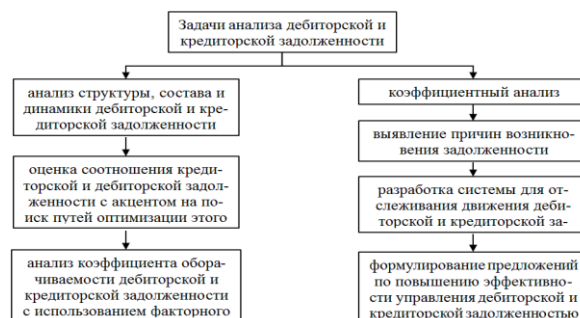 Задачи анализа дебиторской и
кредиторской задолженности
анализ структуры, состава и
динамики дебиторской и кре-
диторской задолженности
оценка соотношения креди-
торской и дебиторской задол-
женности с акцентом на по-
иск путей оптимизации этого
анализ коэффициента обора-
чиваемости дебиторской и
кредиторской задолженности
с использованием факторного
коэффициентный анализ
выявление причин возникно-
вения задолженности
разработка системы для от-
слеживания движения деби-
торской и кредиторской за-
формулирование предложений
по повышению эффективно-
сти управления дебиторской и
кредиторской задолженностью